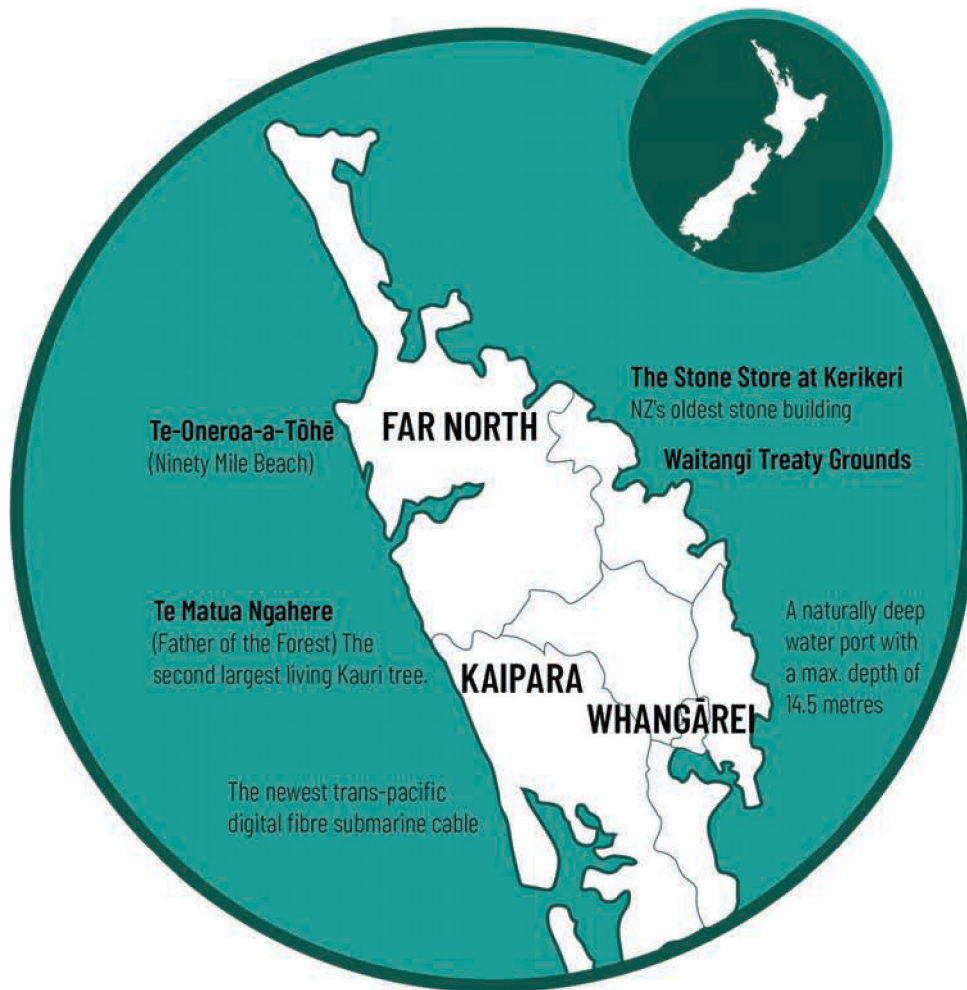 The Stone Store at Kerikeri
NZ's oldest stone building
FAR NORTH
Te-Oneroa-a-Tōhē
(Ninety Mile Beach)
Waitangi Treaty Grounds
Te Matua Ngahere
(Father of the Forest) The
second largest living Kauri tree.
A naturally deep
water port with
a max. depth of
14.5 metres
KAIPARA
WHANGĀREI
The newest trans-pacific
digital fibre submarine cable